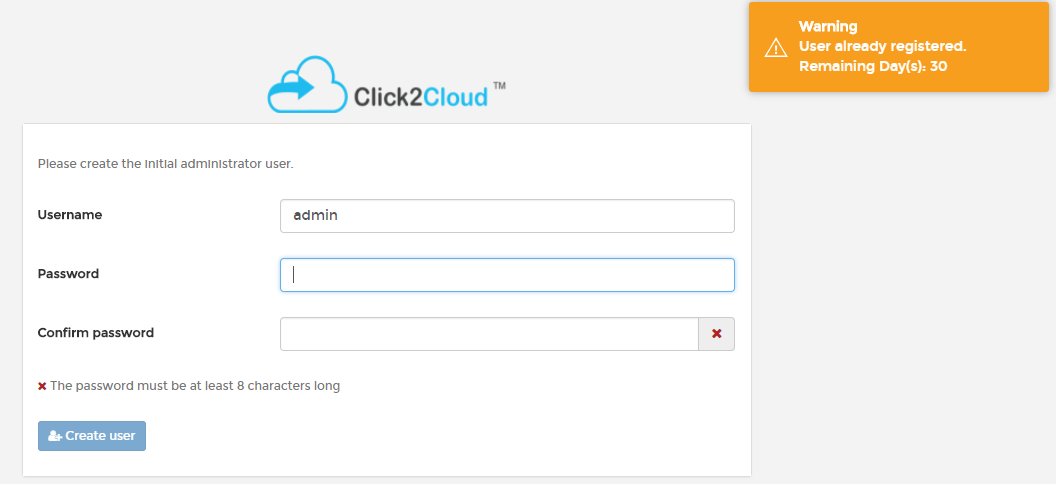 Warning
User already registered.
Remaining Day(s): 30
Click2Cloud ™
Please create the initial administrator user.
Username
admin
Password
Confirm password
The password must be at least 8 characters long
Create user